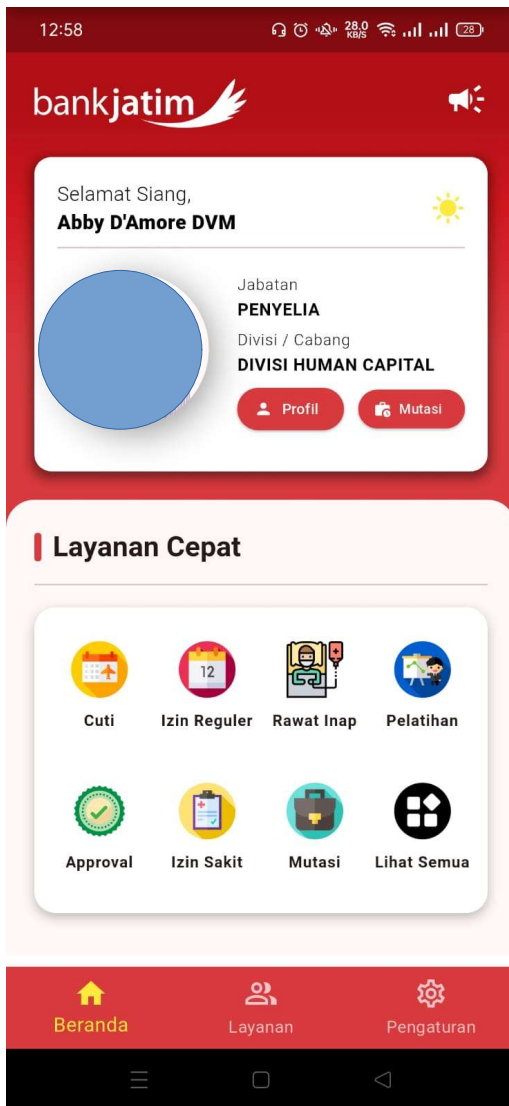 12:58
28.0
KB/S
28
bankjatim
Selamat Siang,
Abby D'Amore DVM
Jabatan
PENYELIA
Divisi / Cabang
DIVISI HUMAN CAPITAL
Profil
Mutasi
Layanan Cepat
12
Cuti
Izin Reguler
Rawat Inap
Pelatihan
Approval
Izin Sakit
Mutasi
Lihat Semua
Beranda
Layanan
Pengaturan